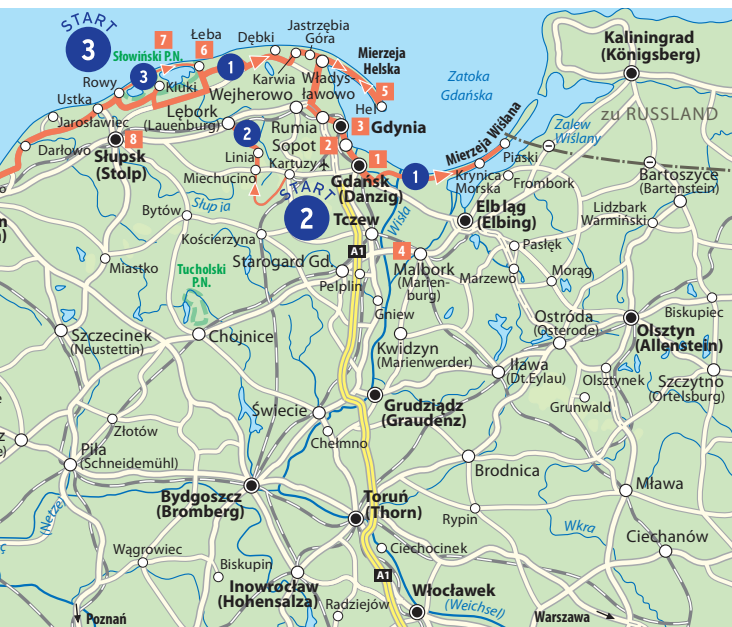 START
3
7
Słowiński P.N.
Łeba
6
Dębki
Jastrzębia
Góra
Mierzeja
Helska
Kaliningrad
(Königsberg)
Rowy
3
Kluki
1
Karwia
Władys-
ławowo
5
Hel
Zatoka
Gdańska
Ustka
Wejherowo
zu RUSSLAND
Jarosławiec
Lębork
(Lauenburg)
Rumia
3
Gdynia
Mierzeja Wiślana
Zalew
Wiślany
8
Słupsk
(Stolp)
Darłowo
2
Linia
Sopot
2
Kartuzy
1
1
Piaski
Miechucino
START
2
Gdańsk
(Danzig)
Krynica
Morska
Frombork
Bartoszyce
(Bartenstein)
Bytów
Słupia
Tczew
Wisła
Elbląg
(Elbing)
Lidzbark
Warmiński
Kościerzyna
A1
4
Pasłęk
Miastko
Starogard Gd.
Malbork
(Marien-
burg)
Marzewo
Morąg
Tucholski
P.N.
Pelplin
Gniew
Biskupiec
Szczecinek
(Neustettin)
Chojnice
Kwidzyn
(Marienwerder)
Ostróda
(Osterode)
Olsztyn
(Allenstein)
Iława
(Dt.Eylau)
Olsztynek
Szczytno
(Ortelsburg)
Grunwald
Świecie
Grudziądz
(Graudenz)
Złotów
Chełmno
Piła
(Schneidemühl)
Brodnica
Mława
Bydgoszcz
(Bromberg)
Toruń
(Thorn)
Rypin
Wkra
(Netze)
Ciechanów
Wągrowiec
Biskupin
Ciechocinek
A1
Inowrocław
(Hohensalza)
Radziejów
Włocławek
(Weichsel)
Poznań
Warszawa